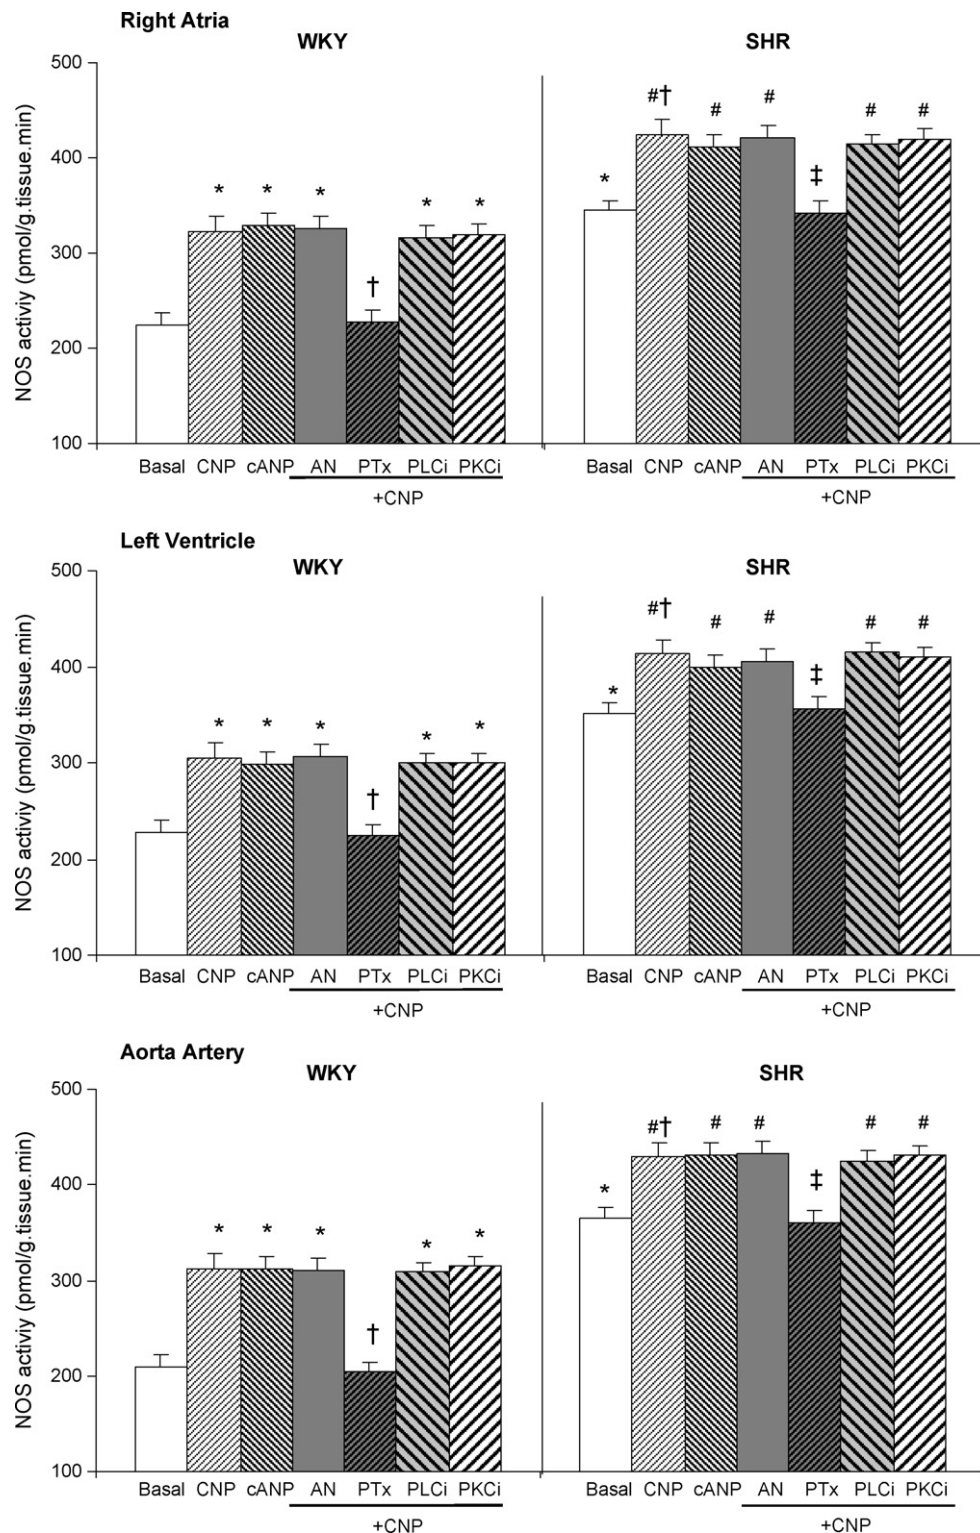 Right Atria
WKY SHR
NOS activiy (pmol/g.tissue.min)
500
400
300
200
100
* * * † * *
* #† # # ‡ # #
Basal CNP cANP AN PTx PLCi PKCi Basal CNP cANP AN PTx PLCi PKCi
+CNP +CNP
Left Ventricle
WKY SHR
NOS activiy (pmol/g.tissue.min)
500
400
300
200
100
* * * † * *
* #† # # ‡ # #
Basal CNP cANP AN PTx PLCi PKCi Basal CNP cANP AN PTx PLCi PKCi
+CNP +CNP
Aorta Artery
WKY SHR
NOS activiy (pmol/g.tissue.min)
500
400
300
200
100
* * * † * *
* #† # # ‡ # #
Basal CNP cANP AN PTx PLCi PKCi Basal CNP cANP AN PTx PLCi PKCi
+CNP +CNP